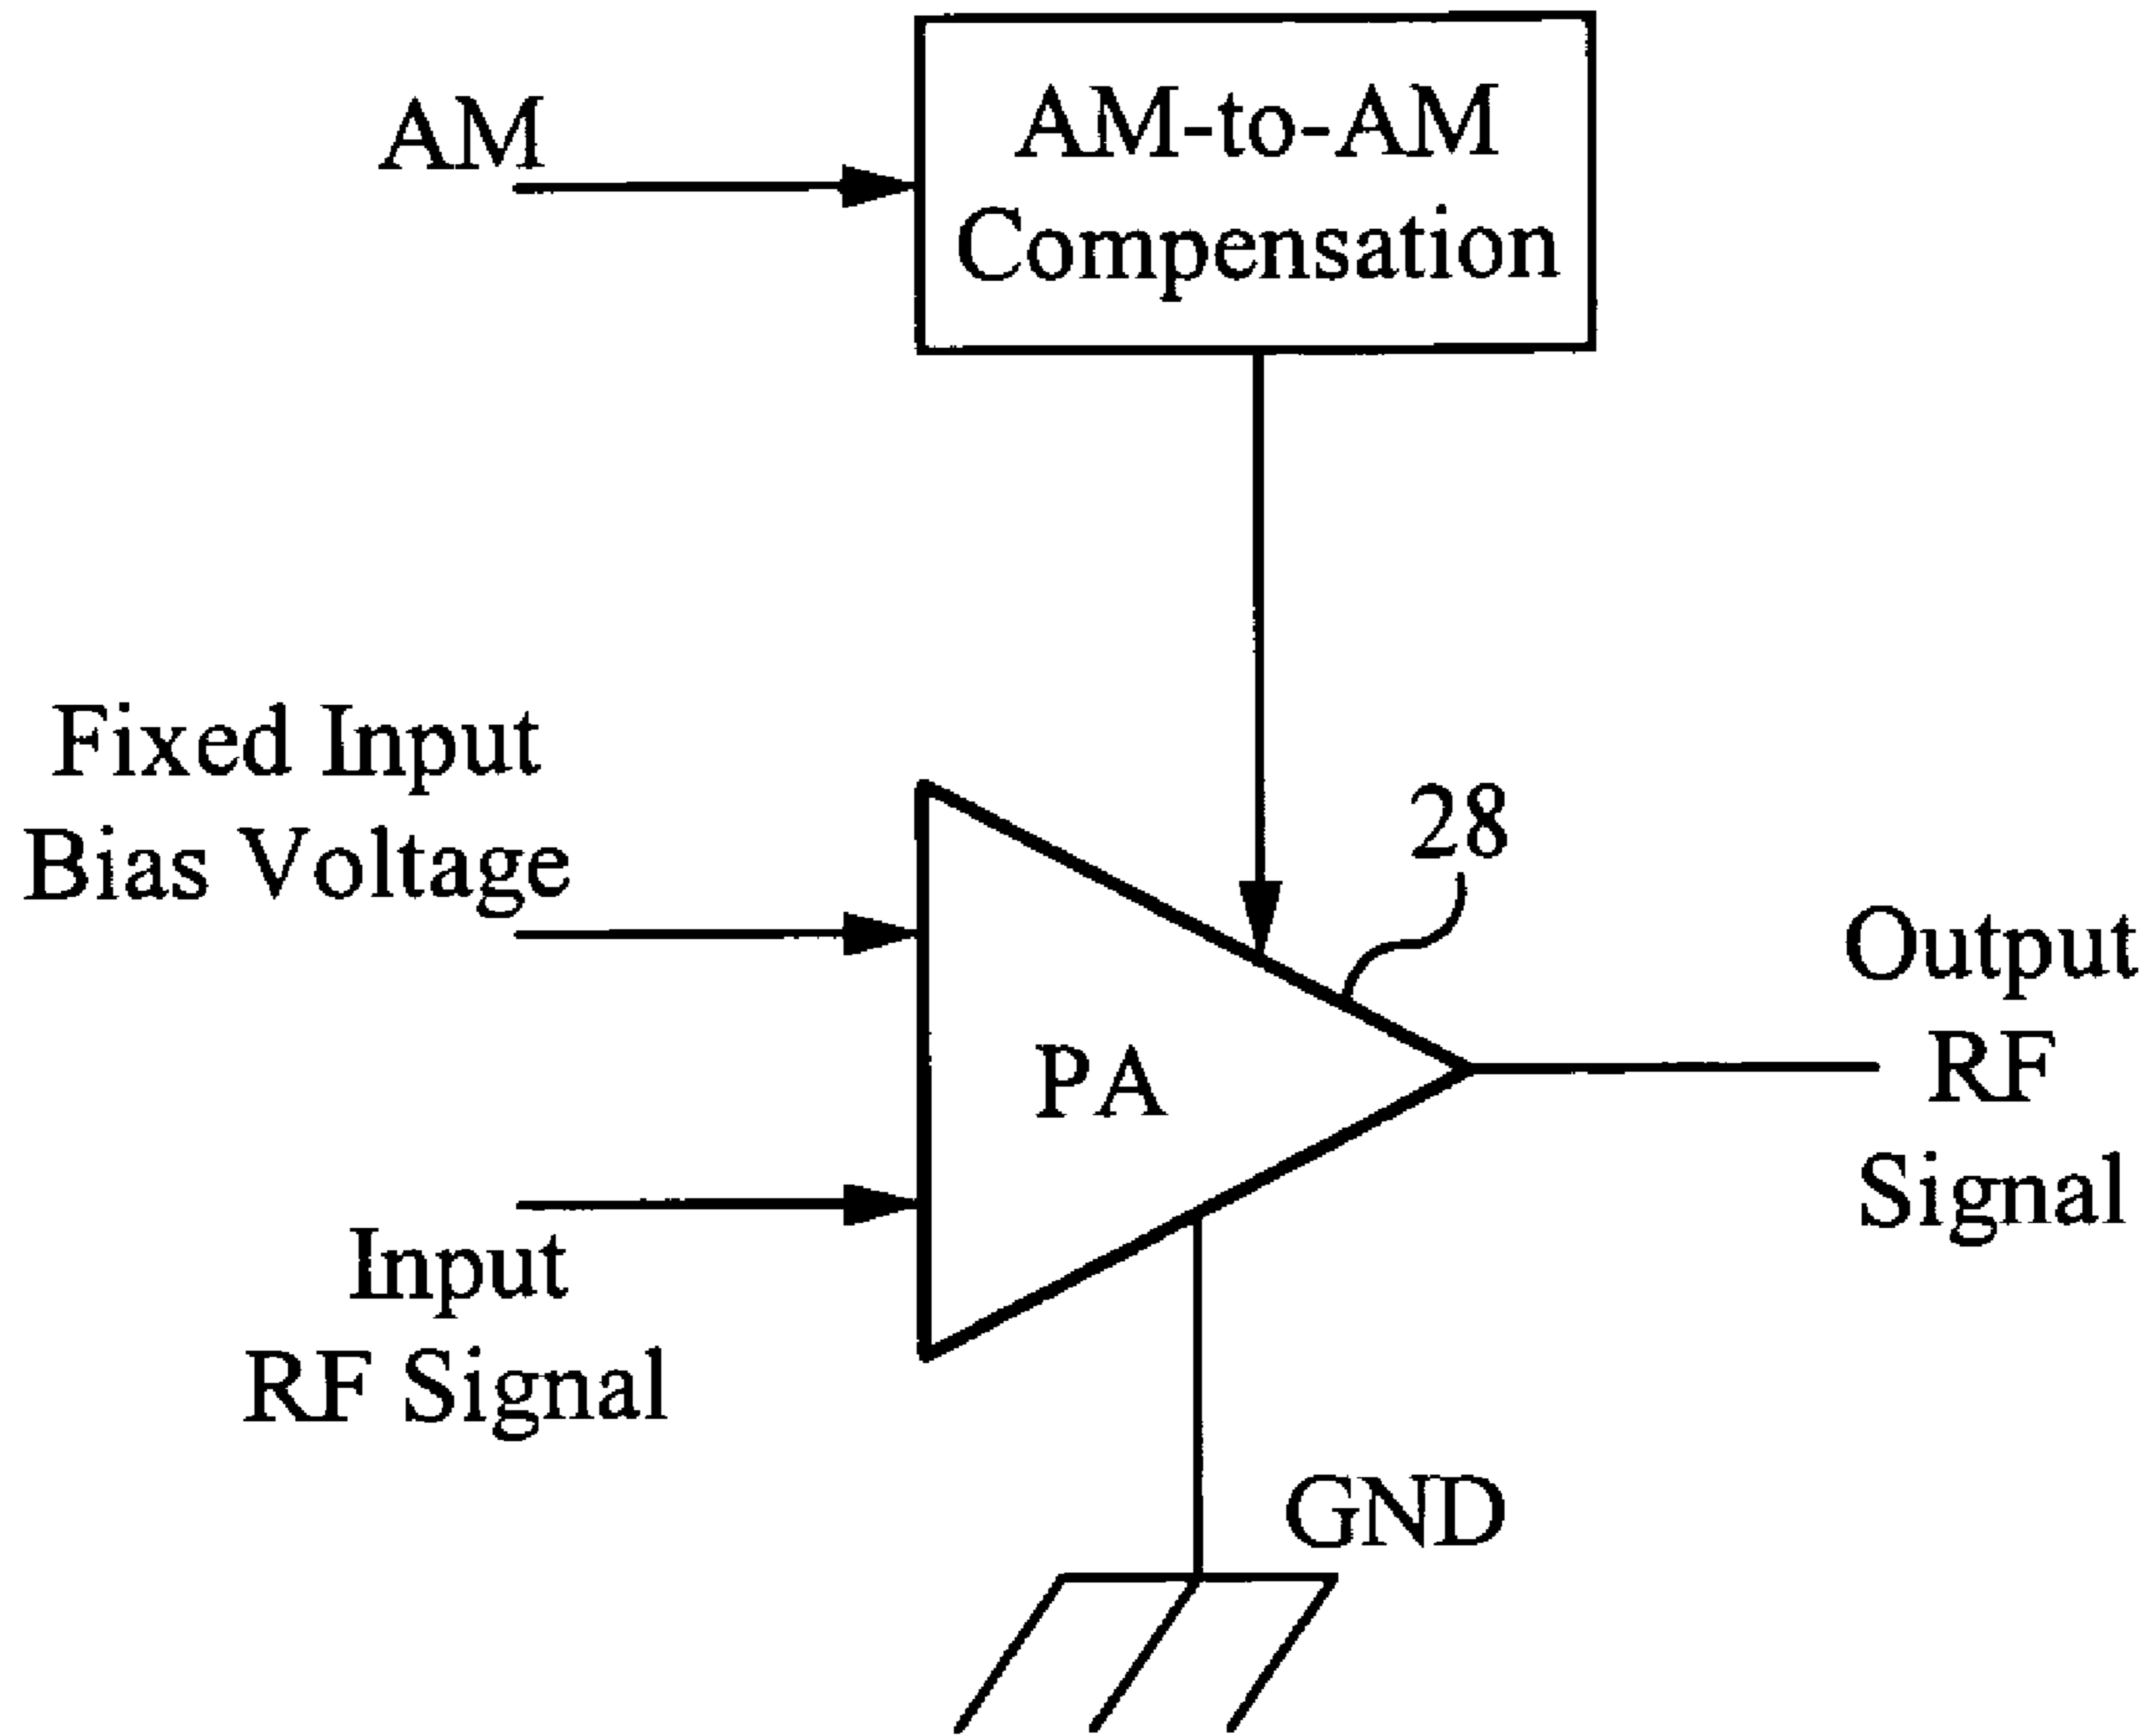 AM
AM-to-AM
Compensation
Fixed Input
Bias Voltage
28
PA
Output
RF
Signal
Input
RF Signal
GND